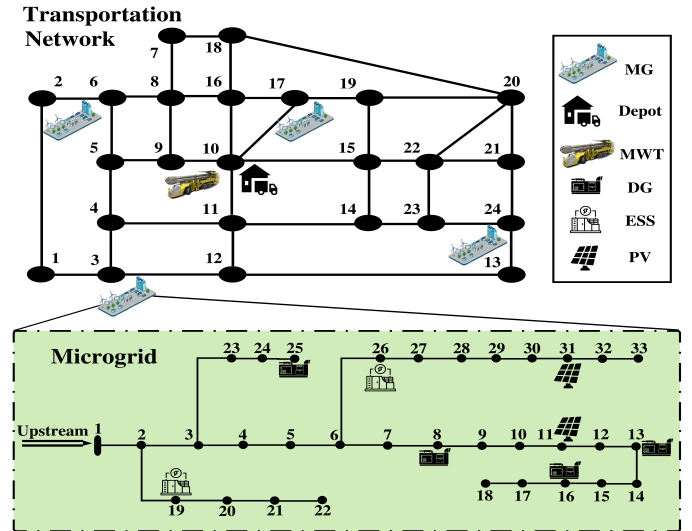 Transportation
Network
7 18
2 6 8 16 17 19 20
5 9 10 15 22 21
4 11 14 23 24
1 3 12 13
MG
Depot
MWT
DG
ESS
PV
Microgrid
23 24 25 26 27 28 29 30 31 32 33
Upstream 1 2 3 4 5 6 7 8 9 10 11 12 13
18 17 16 15 14
19 20 21 22